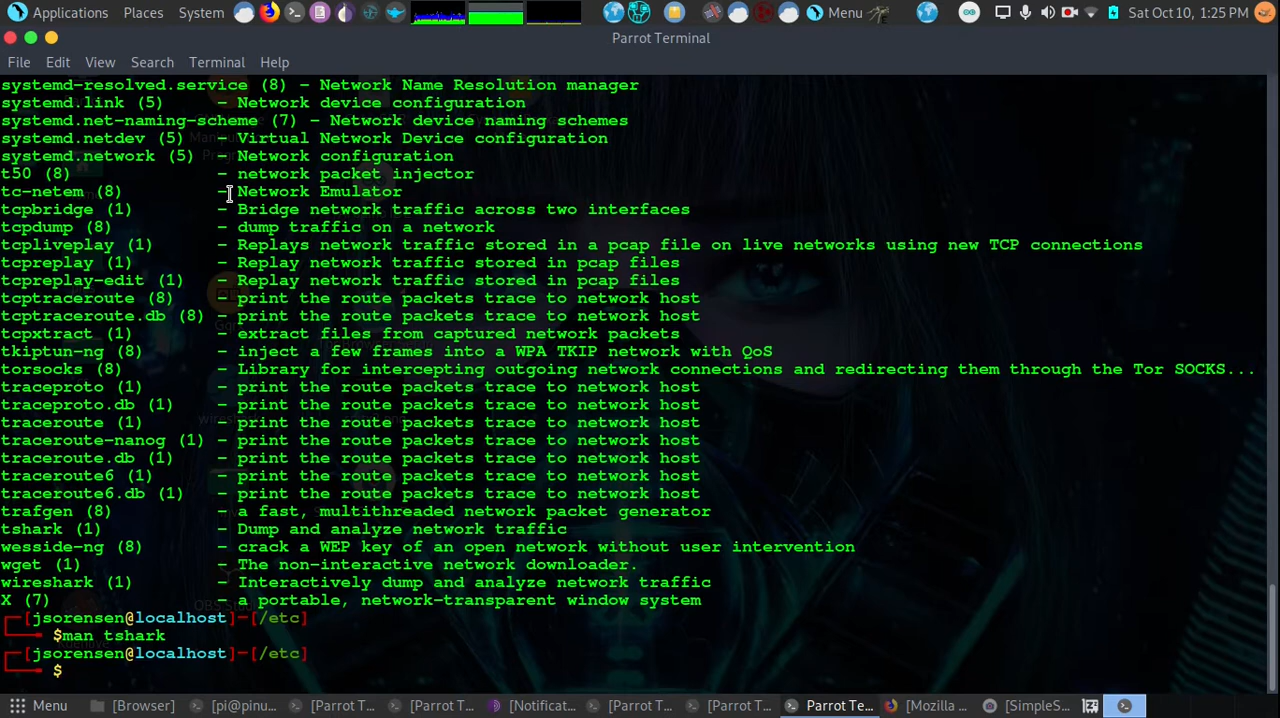 Applications Places System Menu Sat Oct 10, 1:25 PM
Parrot Terminal
File Edit View Search Terminal Help
systemd-resolved.service (8) - Network Name Resolution manager
systemd.link (5) - Network device configuration
systemd.net-naming-scheme (7) - Network device naming schemes
systemd.netdev (5) - Virtual Network Device configuration
systemd.network (5) - Network configuration
t50 (8) - network packet injector
tc-netem (8) - Network Emulator
tcpbridge (1) - Bridge network traffic across two interfaces
tcpdump (8) - dump traffic on a network
tcpliveplay (1) - Replays network traffic stored in a pcap file on live networks using new TCP connections
tcpreplay (1) - Replay network traffic stored in pcap files
tcpreplay-edit (1) - Replay network traffic stored in pcap files
tcptraceroute (8) - print the route packets trace to network host
tcptraceroute.db (8) - print the route packets trace to network host
tcpxtract (1) - extract files from captured network packets
tkiptun-ng (8) - inject a few frames into a WPA TKIP network with QoS
torsocks (8) - Library for intercepting outgoing network connections and redirecting them through the Tor SOCKS...
traceproto (1) - print the route packets trace to network host
traceproto.db (1) - print the route packets trace to network host
traceroute (1) - print the route packets trace to network host
traceroute-nanog (1) - print the route packets trace to network host
traceroute.db (1) - print the route packets trace to network host
traceroute6 (1) - print the route packets trace to network host
traceroute6.db (1) - print the route packets trace to network host
trafgen (8) - a fast, multithreaded network packet generator
tshark (1) - Dump and analyze network traffic
wesside-ng (8) - crack a WEP key of an open network without user intervention
wget (1) - The non-interactive network downloader.
wireshark (1) - Interactively dump and analyze network traffic
X (7) - a portable, network-transparent window system
[jsorensen@localhost]-[/etc]
$man tshark
[jsorensen@localhost]-[/etc]
$
Menu [Browser] [pi@pinu... [Parrot T... [Parrot T... [Notificat... [Parrot T... [Parrot T... Parrot Te... [Mozilla ... [SimpleS...